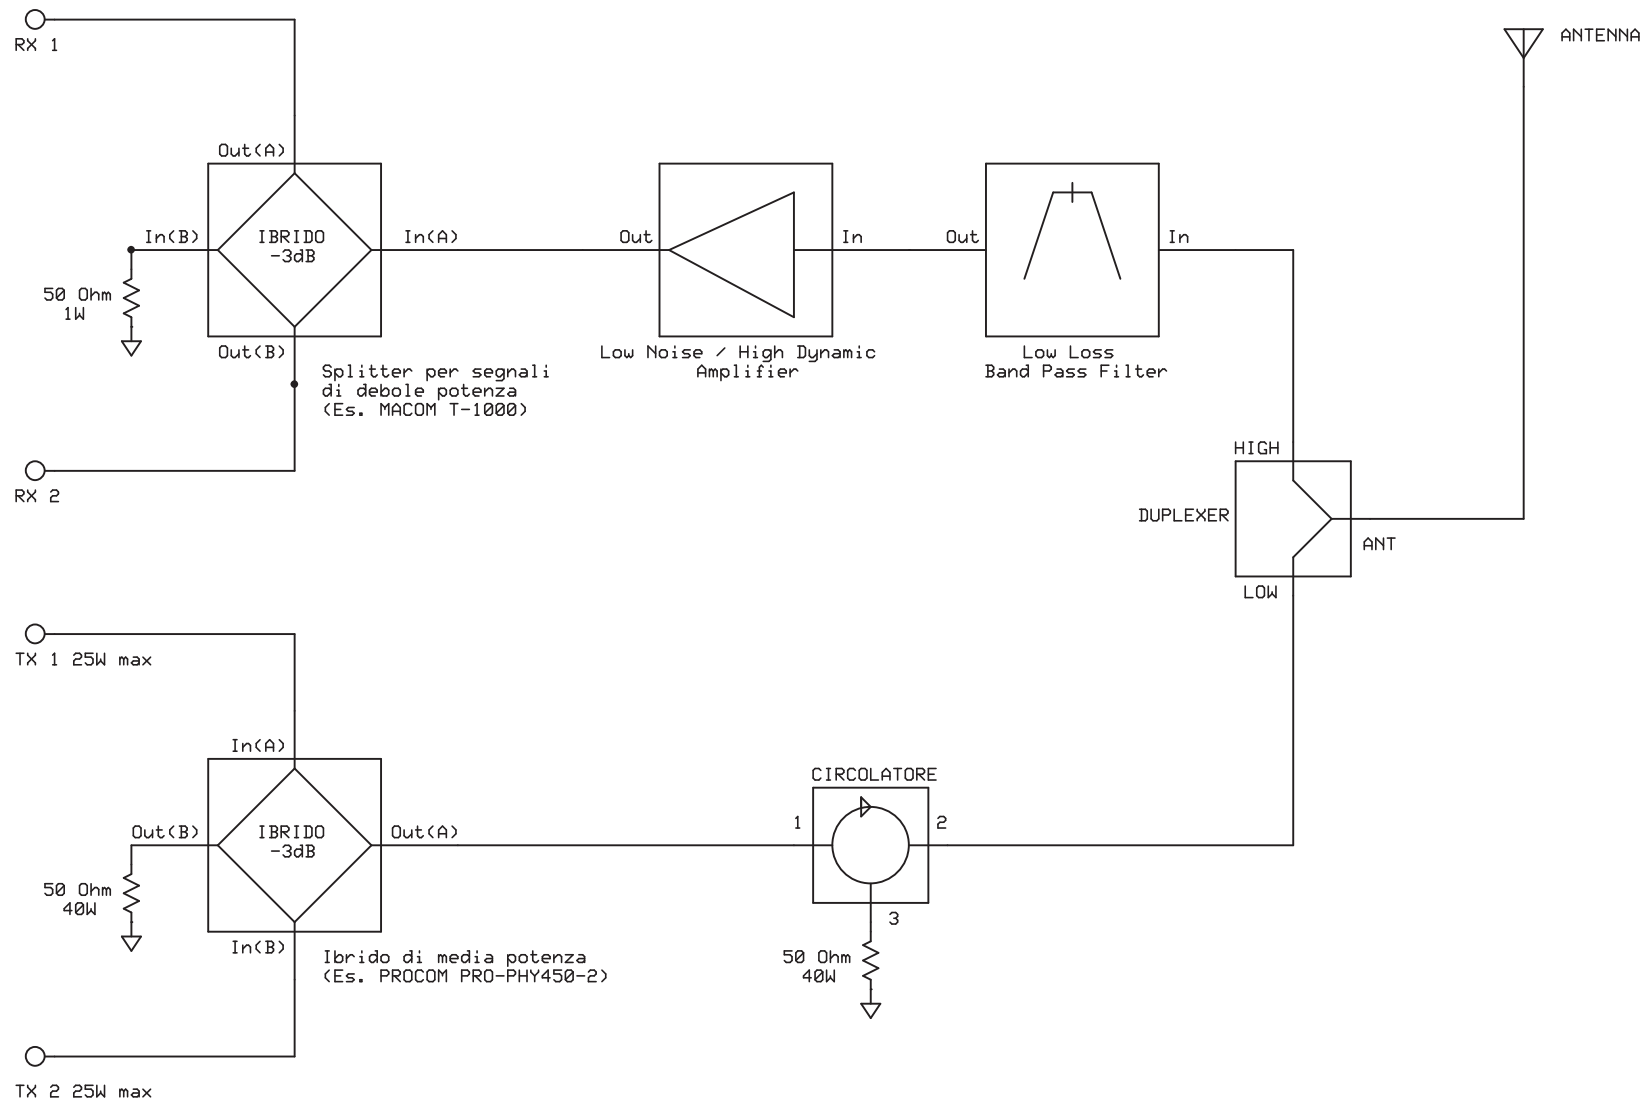 RX 1
ANTENNA
Out(A)
In(B)
IBRIDO
-3dB
In(A)
Out
In
Out
In
50 Ohm
1W
Out(B)
Low Noise / High Dynamic
Amplifier
Low Loss
Band Pass Filter
Splitter per segnali
di debole potenza
(Es. MACOM T-1000)
RX 2
HIGH
DUPLEXER
ANT
LOW
TX 1 25W max
In(A)
CIRCOLATORE
Out(B)
IBRIDO
-3dB
Out(A)
1
2
50 Ohm
40W
3
In(B)
Ibrido di media potenza
(Es. PROCOM PRO-PHY450-2)
50 Ohm
40W
TX 2 25W max